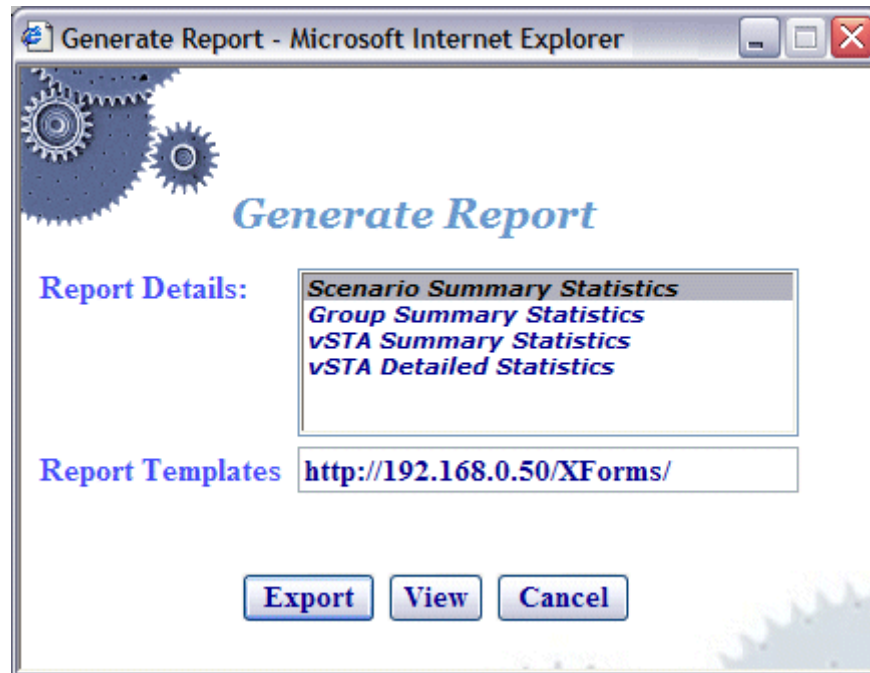 Generate Report - Microsoft Internet Explorer
Generate Report
Report Details:
Scenario Summary Statistics
Group Summary Statistics
vSTA Summary Statistics
vSTA Detailed Statistics
Report Templates
http://192.168.0.50/XForms/
Export
View
Cancel